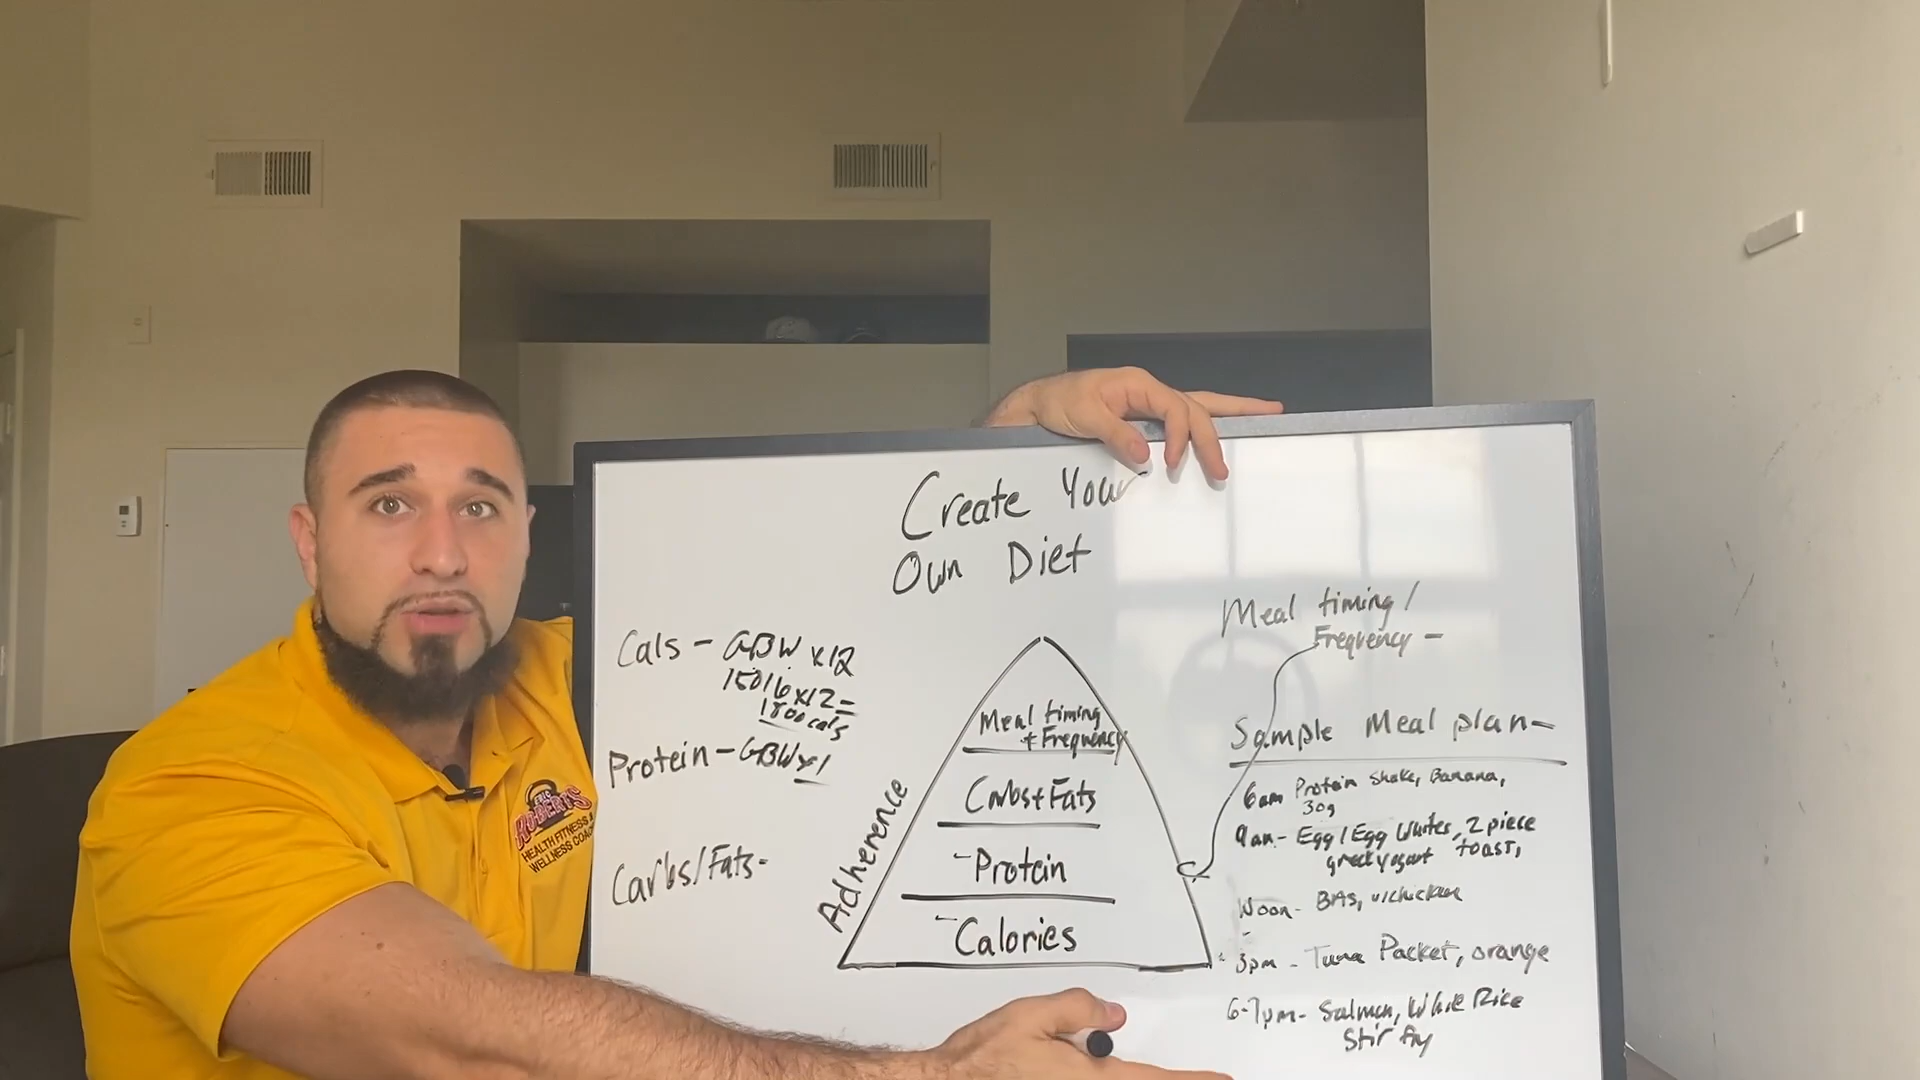 Create Your
Own Diet
Cals - GBW x12
150lb x 12 =
1800 cals
Protein - GBW x1
Carbs/Fats-
Adherence
Meal timing
+ Frequency
Carbs+Fats
-Protein
-Calories
Meal timing/
Frequency -
Sample Meal plan-
6am Protein Shake, Banana,
30g
9am- Egg/Egg Whites, 2 piece
greek yogurt toast,
Noon- BAs, w/chicken
3pm - Tuna Packet, orange
6-7pm- Salmon, White Rice
Stir fry
ERIC
ROBERTS
HEALTH FITNESS &
WELLNESS COACH